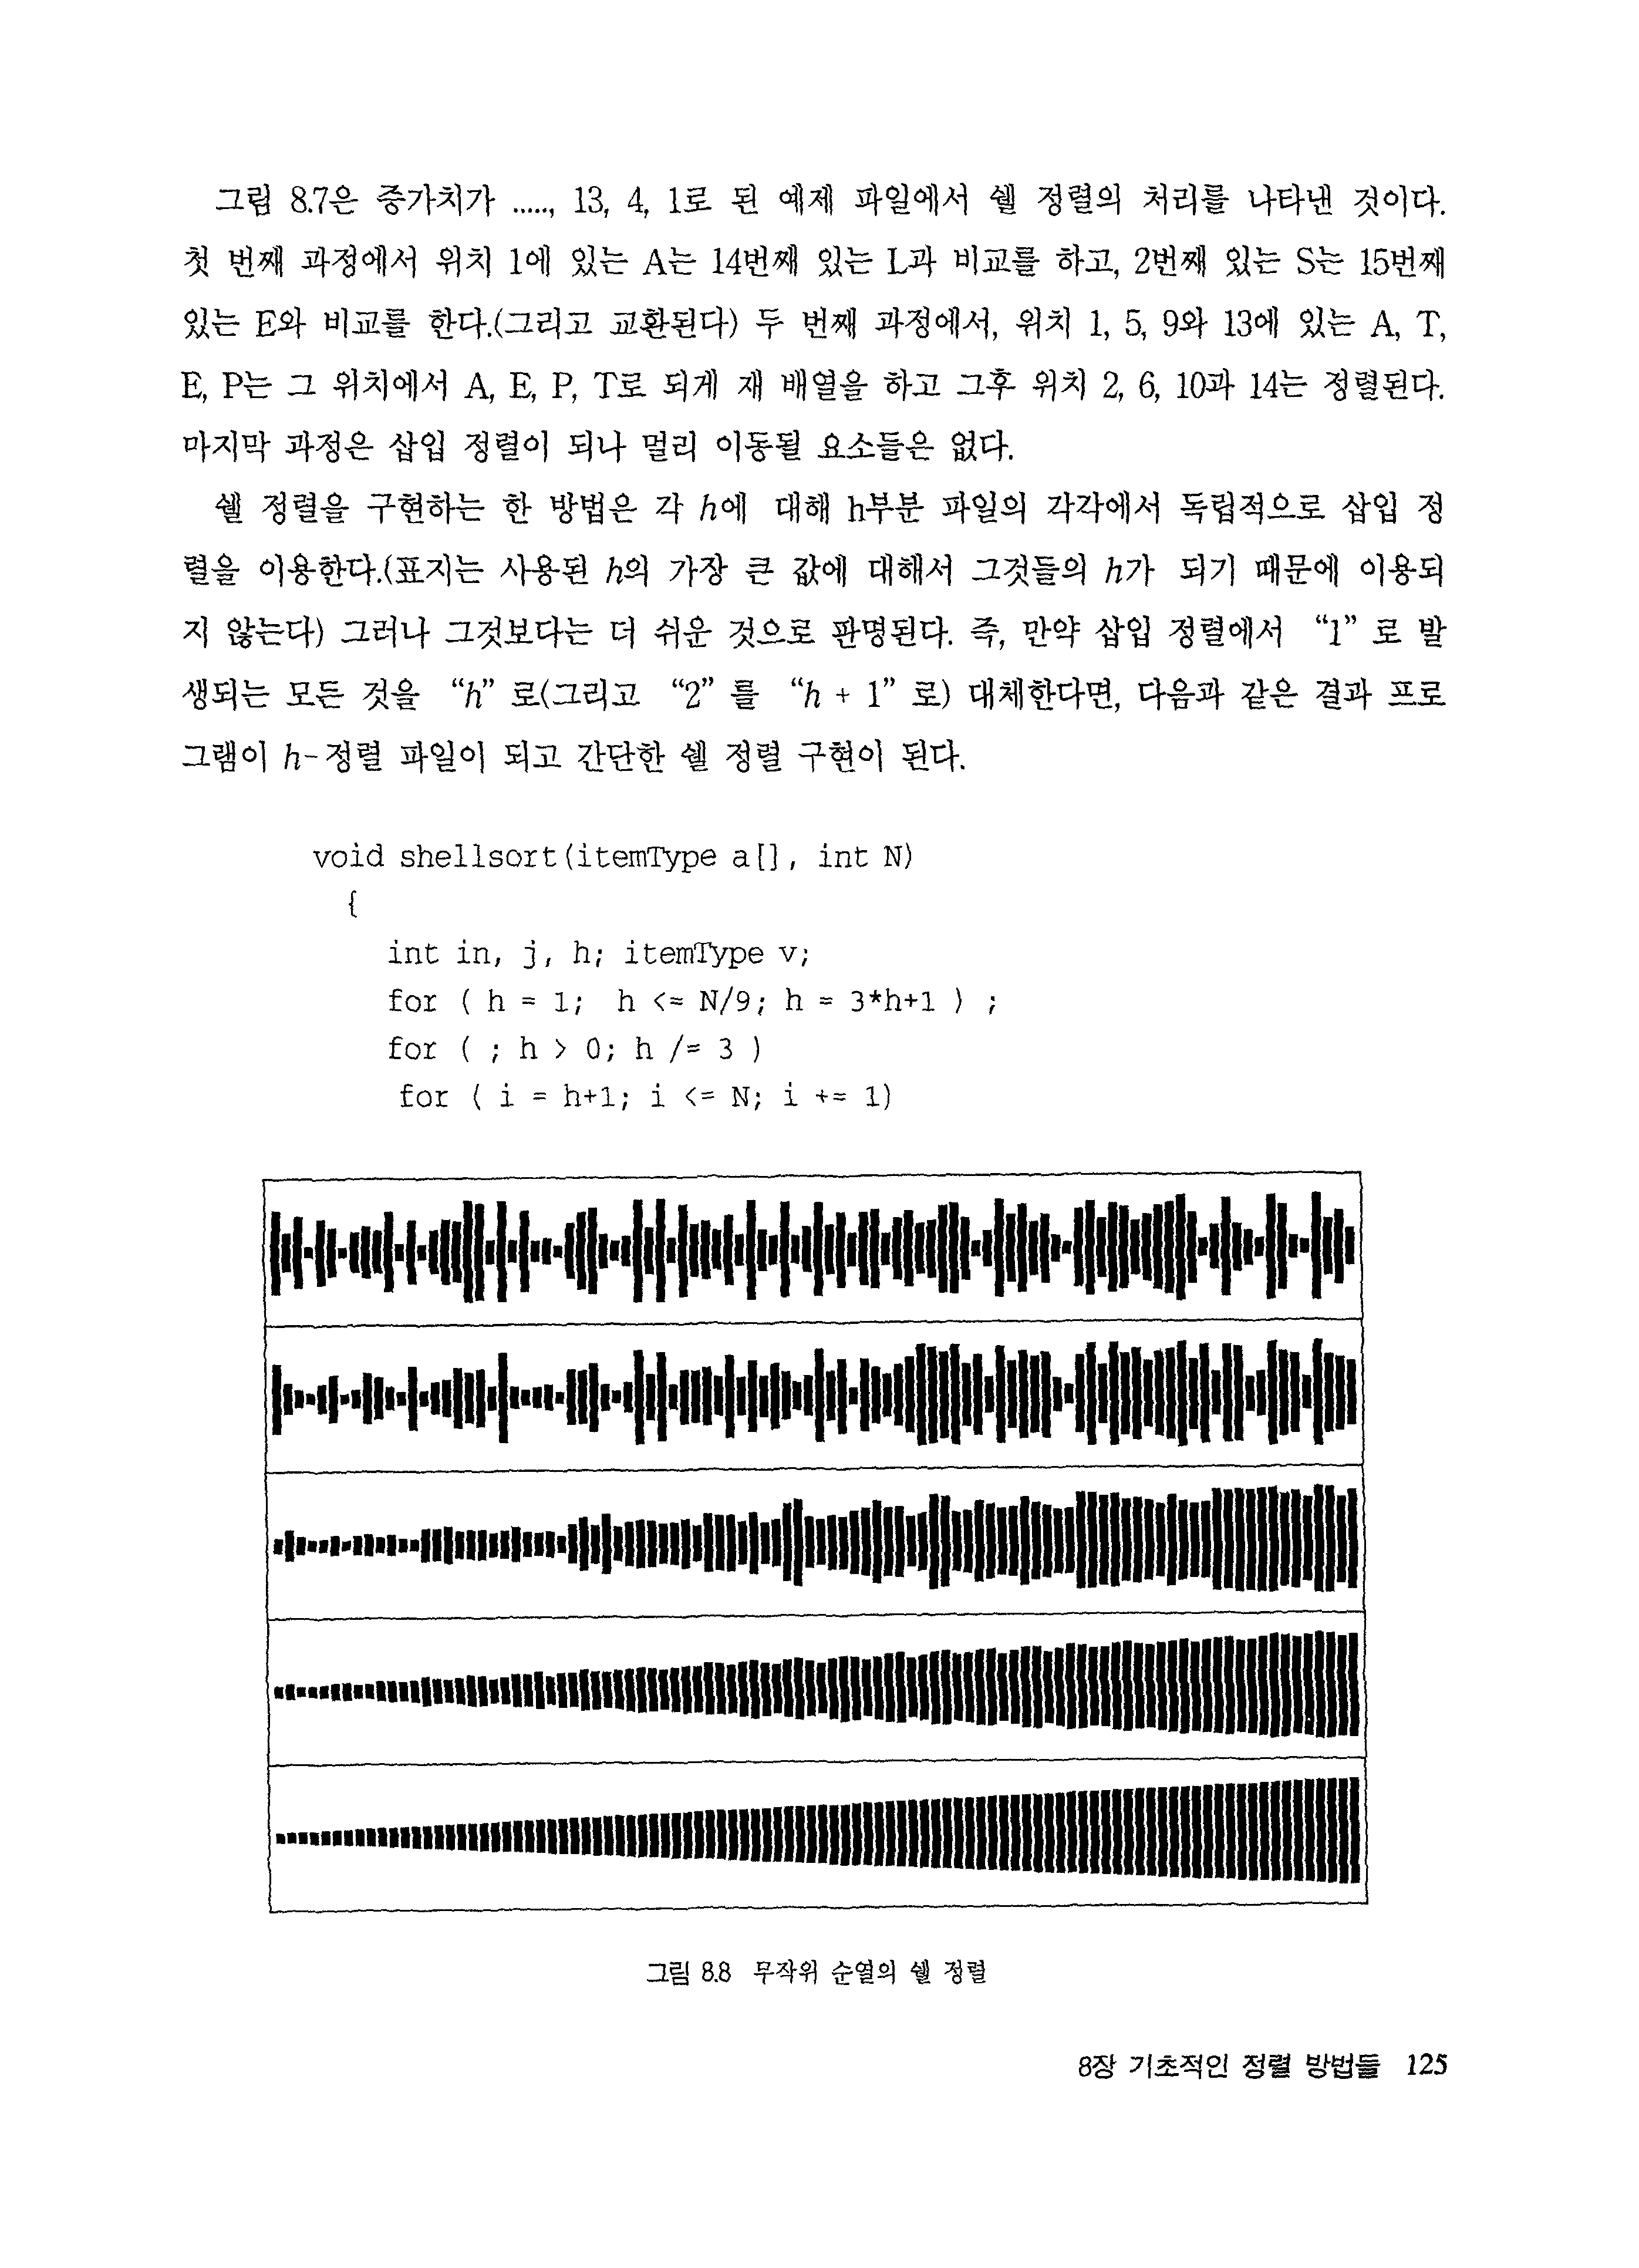 그림 8.7은 증가치가 ....., 13, 4, 1로 된 예제 파일에서 쉘 정렬의 처리를 나타낸 것이다.
첫 번째 과정에서 위치 1에 있는 A는 14번째 있는 L과 비교를 하고, 2번째 있는 S는 15번째
있는 E와 비교를 한다.(그리고 교환된다) 두 번째 과정에서, 위치 1, 5, 9와 13에 있는 A, T,
E, P는 그 위치에서 A, E, P, T로 되게 재 배열을 하고 그후 위치 2, 6, 10과 14는 정렬된다.
마지막 과정은 삽입 정렬이 되나 멀리 이동될 요소들은 없다.
쉘 정렬을 구현하는 한 방법은 각 h에 대해 h부분 파일의 각각에서 독립적으로 삽입 정
렬을 이용한다.(표지는 사용된 h의 가장 큰 값에 대해서 그것들의 h가 되기 때문에 이용되
지 않는다) 그러나 그것보다는 더 쉬운 것으로 판명된다. 즉, 만약 삽입 정렬에서 “1” 로 발
생되는 모든 것을 “h” 로(그리고 “2” 를 “h + 1” 로) 대체한다면, 다음과 같은 결과 프로
그램이 h-정렬 파일이 되고 간단한 쉘 정렬 구현이 된다.
void shellsort(itemType a[], int N)
{
int in, j, h; itemType v;
for ( h = 1; h <= N/9; h = 3*h+1 ) ;
for ( ; h > 0; h /= 3 )
for ( i = h+1; i <= N; i += 1)
그림 8.8 무작위 순열의 쉘 정렬
8장 기초적인 정렬 방법들 125